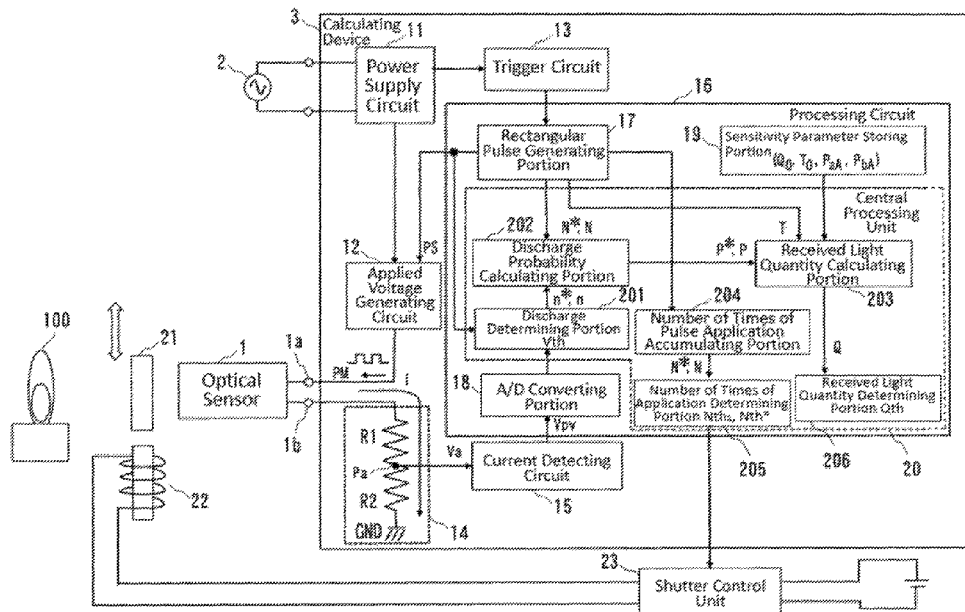 3
Calculating
Device
11
Power
Supply
Circuit
13
Trigger Circuit
2
16
Processing Circuit
17
Rectangular
Pulse Generating
Portion
19
Sensitivity Parameter Storing
Portion (Q0, T0, PaA, PbA)
Central
Processing
Unit
202
N*, N
T
Discharge
Probability
Calculating Portion
P*, P
Received Light
Quantity Calculating
Portion
203
12
PS
Applied
Voltage
Generating
Circuit
n*, n
201
Discharge
Determining Portion
Vth
204
Number of Times of
Pulse Application
Accumulating Portion
100
21
1
1a
Optical
Sensor
PM
i
1b
18
A/D Converting
Portion
N*, N
Q
Number of Times of
Application Determining
Portion Nths, Nth*
Received Light
Quantity Determining
Portion Qth
205
206
20
R1
Pa
R2
GND
14
Va
Vpv
Current Detecting
Circuit
15
22
23
Shutter Control
Unit